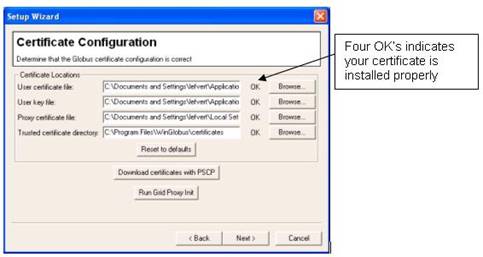 Setup Wizard
Certificate Configuration
Determine that the Globus certificate configuration is correct
Certificate Locations
User certificate file: C:\Documents and Settings\lefvert\Applicatio OK Browse...
User key file: C:\Documents and Settings\lefvert\Applicatio OK Browse...
Proxy certificate file: C:\Documents and Settings\lefvert\Local Set OK Browse...
Trusted certificate directory: C:\Program Files\WinGlobus\certificates OK Browse...
Reset to defaults
Download certificates with PSCP
Run Grid Proxy Init
< Back Next > Cancel
Four OK's indicates
your certificate is
installed properly